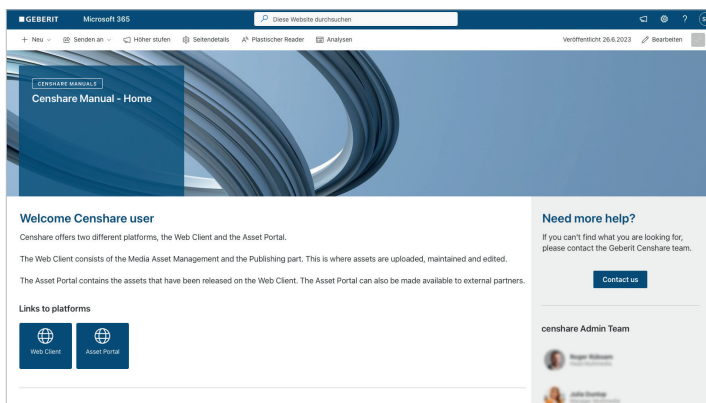 GEBERIT Microsoft 365 Diese Website durchsuchen ?
Neu Senden an Höher stufen Seitendetails Plastischer Reader Analysen Veröffentlicht 26.6.2023 Bearbeiten
CENSHARE MANUALS
Censhare Manual - Home
Welcome Censhare user
Censhare offers two different platforms, the Web Client and the Asset Portal.
The Web Client consists of the Media Asset Management and the Publishing part. This is where assets are uploaded, maintained and edited.
The Asset Portal contains the assets that have been released on the Web Client. The Asset Portal can also be made available to external partners.
Links to platforms
Web Client
Asset Portal
Need more help?
If you can't find what you are looking for,
please contact the Geberit Censhare team.
Contact us
censhare Admin Team